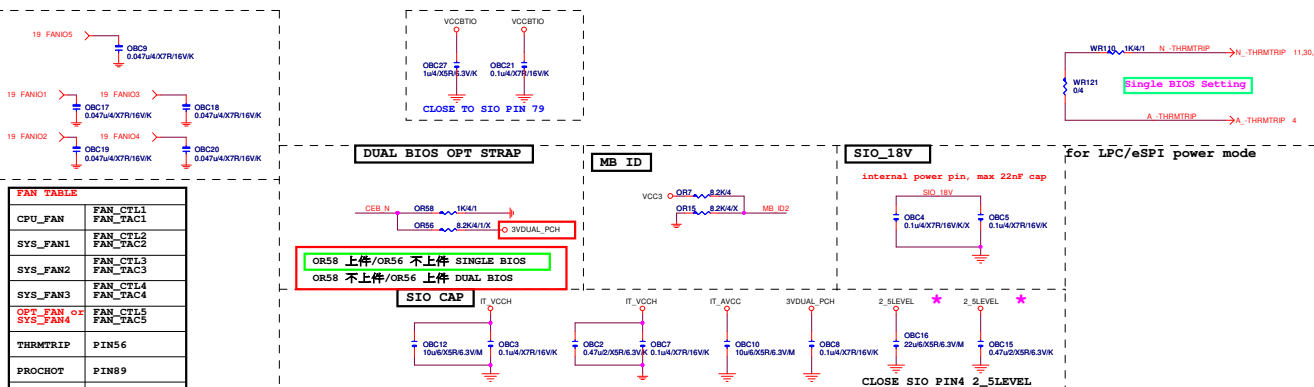 19 FANIO5
OBC9
0.047u/4/X7R/16V/K
19 FANIO1
OBC17
0.047u/4/X7R/16V/K
19 FANIO3
OBC18
0.047u/4/X7R/16V/K
19 FANIO2
OBC19
0.047u/4/X7R/16V/K
19 FANIO4
OBC20
0.047u/4/X7R/16V/K
VCCBTIO
VCCBTIO
OBC27
1u/4/X5R/6.3V/K
OBC21
0.1u/4/X7R/16V/K
CLOSE TO SIO PIN 79
WR110
1K/4/1
N_-THRMTRIP
N_-THRMTRIP 11,30,
WR121
0/4
Single BIOS Setting
A_-THRMTRIP
A_-THRMTRIP 4
FAN TABLE
CPU_FAN
FAN_CTL1
FAN_TAC1
SYS_FAN1
FAN_CTL2
FAN_TAC2
SYS_FAN2
FAN_CTL3
FAN_TAC3
SYS_FAN3
FAN_CTL4
FAN_TAC4
OPT_FAN or
SYS_FAN4
FAN_CTL5
FAN_TAC5
THRMTRIP
PIN56
PROCHOT
PIN89
DUAL BIOS OPT STRAP
CEB_N
OR58
1K/4/1
OR56
8.2K/4/1/X
3VDUAL_PCH
OR58 上件/OR56 不上件 SINGLE BIOS
OR58 不上件/OR56 上件 DUAL BIOS
MB ID
VCC3
OR7
8.2K/4
OR15
8.2K/4/X
MB_ID2
SIO_18V
for LPC/eSPI power mode
internal power pin, max 22nF cap
SIO_18V
OBC4
0.1u/4/X7R/16V/K/X
OBC5
0.1u/4/X7R/16V/K
SIO CAP
IT_VCCH
OBC12
10u/6/X5R/6.3V/M
OBC3
0.1u/4/X7R/16V/K
IT_VCCH
OBC2
0.47u/2/X5R/6.3V/K
OBC7
0.1u/4/X7R/16V/K
IT_AVCC
OBC10
10u/6/X5R/6.3V/M
3VDUAL_PCH
OBC8
0.1u/4/X7R/16V/K
2_5LEVEL
*
OBC16
22u/6/X5R/6.3V/M
2_5LEVEL
*
OBC15
0.47u/2/X5R/6.3V/K
CLOSE SIO PIN4 2_5LEVEL